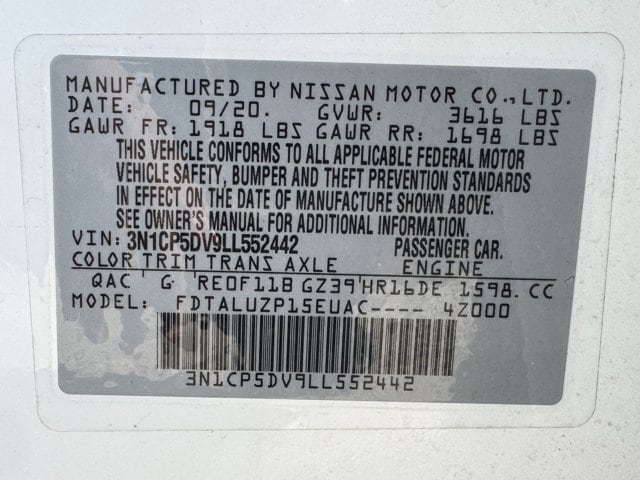 MANUFACTURED BY NISSAN MOTOR CO., LTD.
DATE: 09/20. GVWR: 3616 LBS
GAWR FR: 1918 LBS GAWR RR: 1698 LBS
THIS VEHICLE CONFORMS TO ALL APPLICABLE FEDERAL MOTOR
VEHICLE SAFETY, BUMPER AND THEFT PREVENTION STANDARDS
IN EFFECT ON THE DATE OF MANUFACTURE SHOWN ABOVE.
SEE OWNER'S MANUAL FOR ADDITIONAL INFORMATION.
VIN: 3N1CP5DV9LL552442 PASSENGER CAR.
COLOR TRIM TRANS AXLE ENGINE
QAC G RE0F11B GZ39 HR16DE 1598. CC
MODEL: FDTALUZP15EUAC---- 4Z000
3N1CP5DV9LL552442